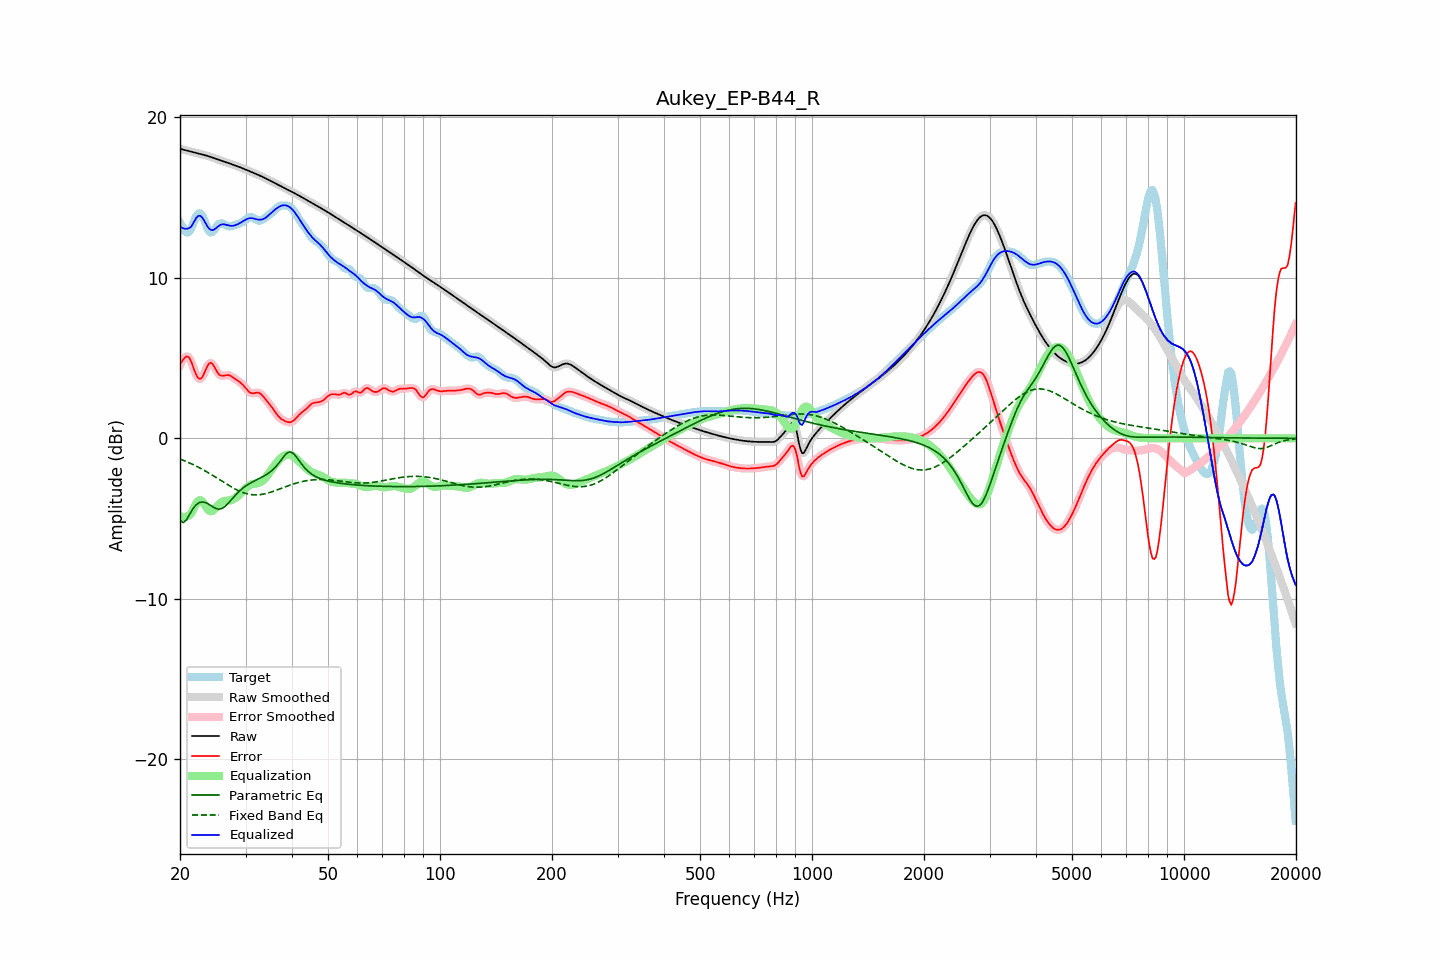 Aukey_EP-B44_R
20
10
0
−10
−20
Amplitude (dBr)
Target
Raw Smoothed
Error Smoothed
Raw
Error
Equalization
Parametric Eq
Fixed Band Eq
Equalized
20 50 100 200 500 1000 2000 5000 10000 20000
Frequency (Hz)